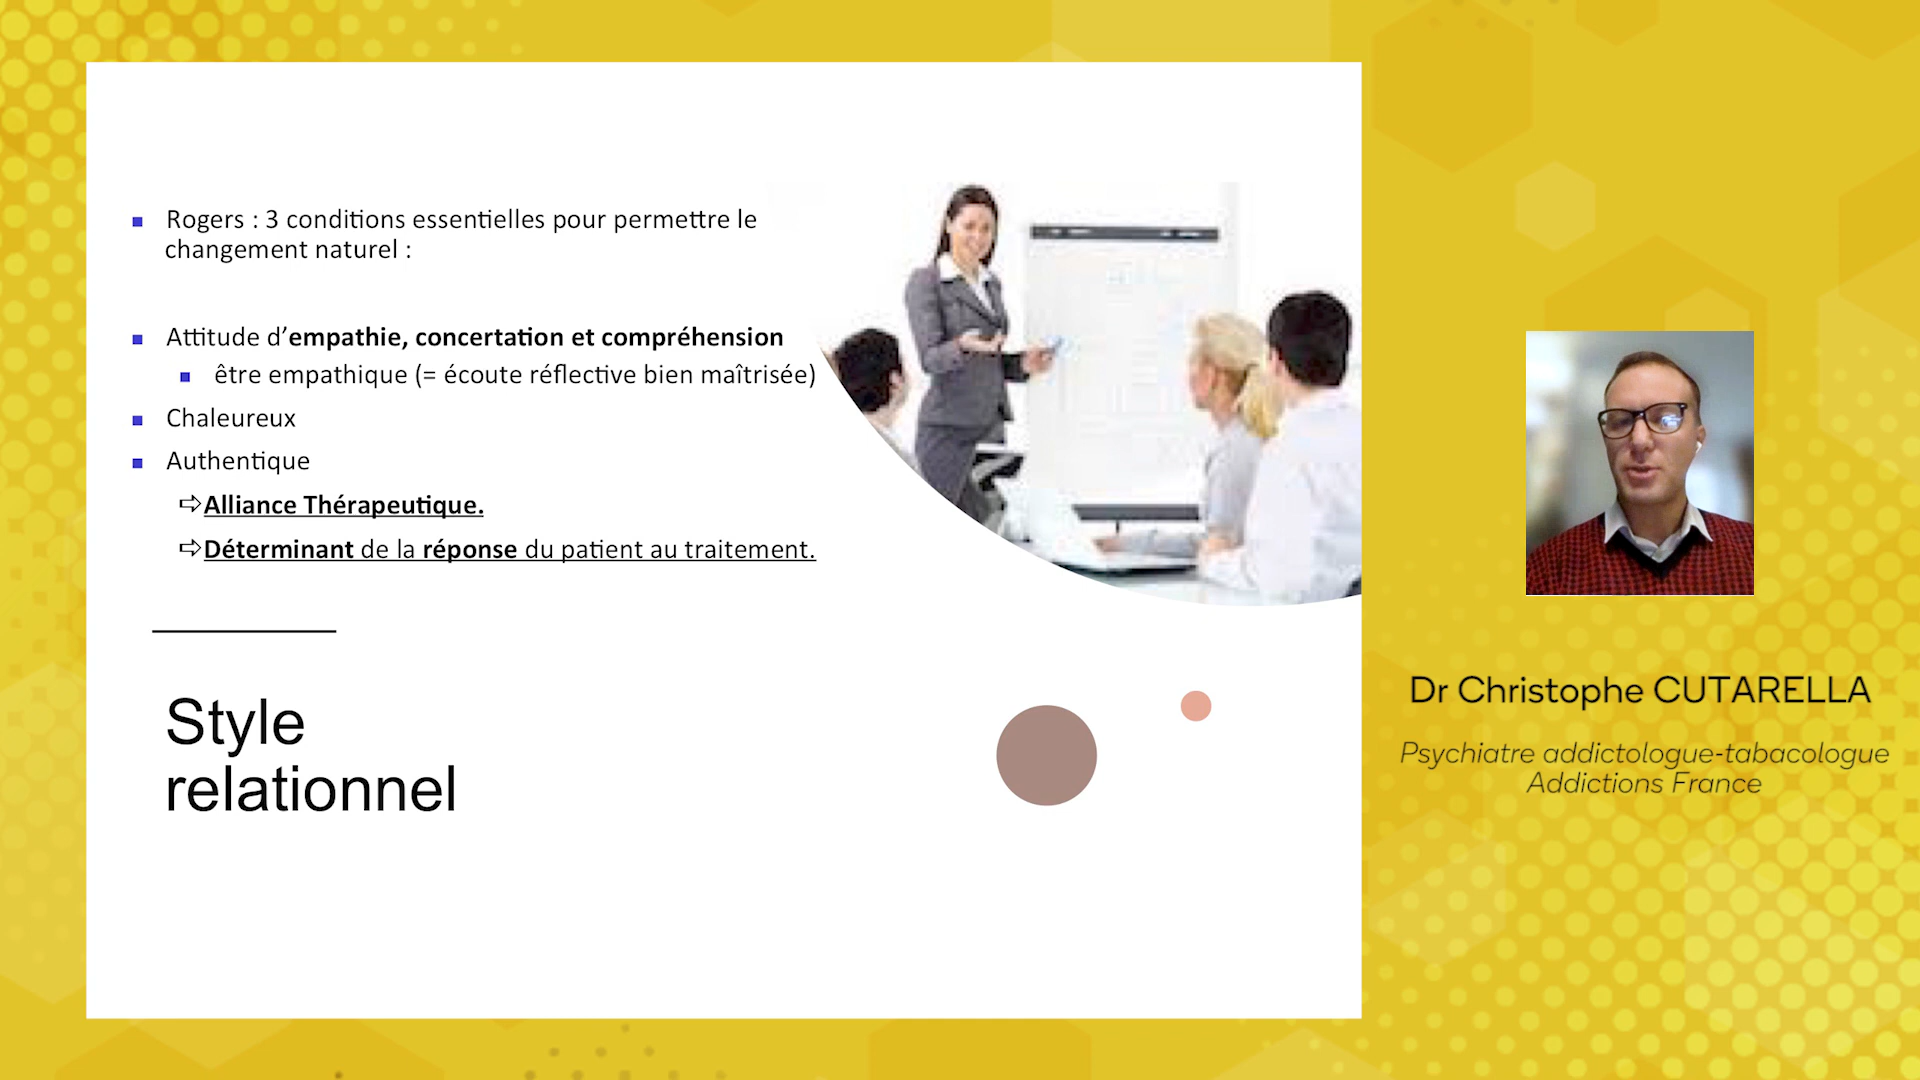 Rogers : 3 conditions essentielles pour permettre le
changement naturel :
Attitude d’empathie, concertation et compréhension
être empathique (= écoute réflective bien maîtrisée)
Chaleureux
Authentique
⇨Alliance Thérapeutique.
⇨Déterminant de la réponse du patient au traitement.
Style
relationnel
Dr Christophe CUTARELLA
Psychiatre addictologue-tabacologue
Addictions France